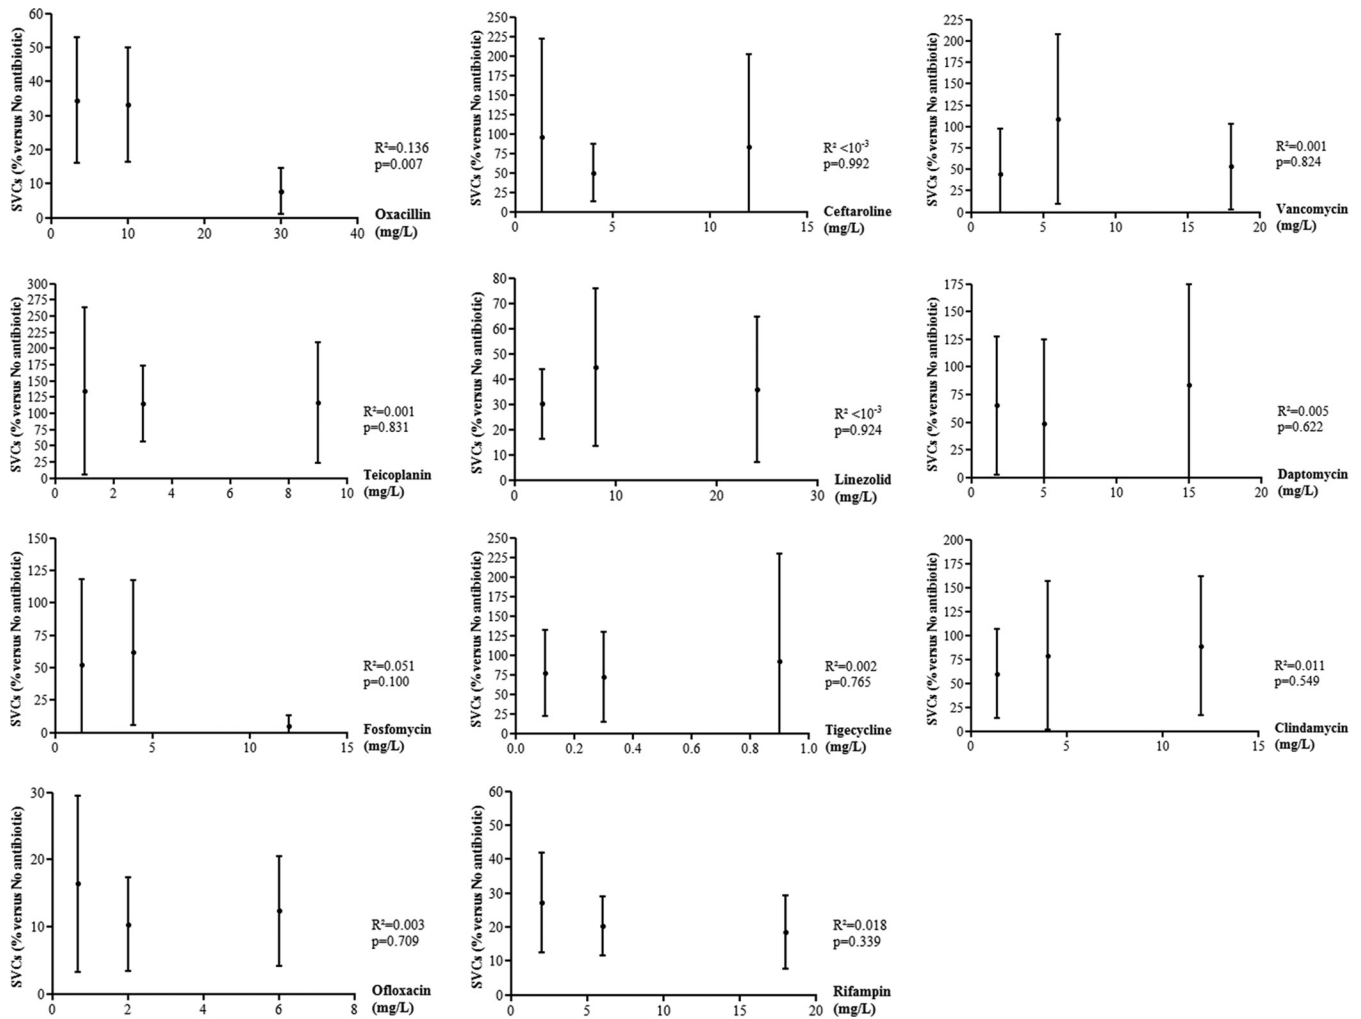 SVCs (% versus No antibiotic)
60
50
40
30
20
10
0
0 10 20 30 40
R²=0.136
p=0.007
Oxacillin
(mg/L)
SVCs (% versus No antibiotic)
250
225
200
175
150
125
100
75
50
25
0
0 5 10 15
R² <10⁻³
p=0.992
Ceftaroline
(mg/L)
SVCs (% versus No antibiotic)
225
200
175
150
125
100
75
50
25
0
0 5 10 15 20
R²=0.001
p=0.824
Vancomycin
(mg/L)
SVCs (% versus No antibiotic)
300
275
250
225
200
175
150
125
100
75
50
25
0
0 2 4 6 8 10
R²=0.001
p=0.831
Teicoplanin
(mg/L)
SVCs (% versus No antibiotic)
80
70
60
50
40
30
20
10
0
0 10 20 30
R² <10⁻³
p=0.924
Linezolid
(mg/L)
SVCs (% versus No antibiotic)
175
150
125
100
75
50
25
0
0 5 10 15 20
R²=0.005
p=0.622
Daptomycin
(mg/L)
SVCs (% versus No antibiotic)
150
125
100
75
50
25
0
0 5 10 15
R²=0.051
p=0.100
Fosfomycin
(mg/L)
SVCs (% versus No antibiotic)
250
225
200
175
150
125
100
75
50
25
0
0.0 0.2 0.4 0.6 0.8 1.0
R²=0.002
p=0.765
Tigecycline
(mg/L)
SVCs (% versus No antibiotic)
200
175
150
125
100
75
50
25
0
0 5 10 15
R²=0.011
p=0.549
Clindamycin
(mg/L)
SVCs (% versus No antibiotic)
30
20
10
0
0 2 4 6 8
R²=0.003
p=0.709
Ofloxacin
(mg/L)
SVCs (% versus No antibiotic)
60
50
40
30
20
10
0
0 5 10 15 20
R²=0.018
p=0.339
Rifampin
(mg/L)